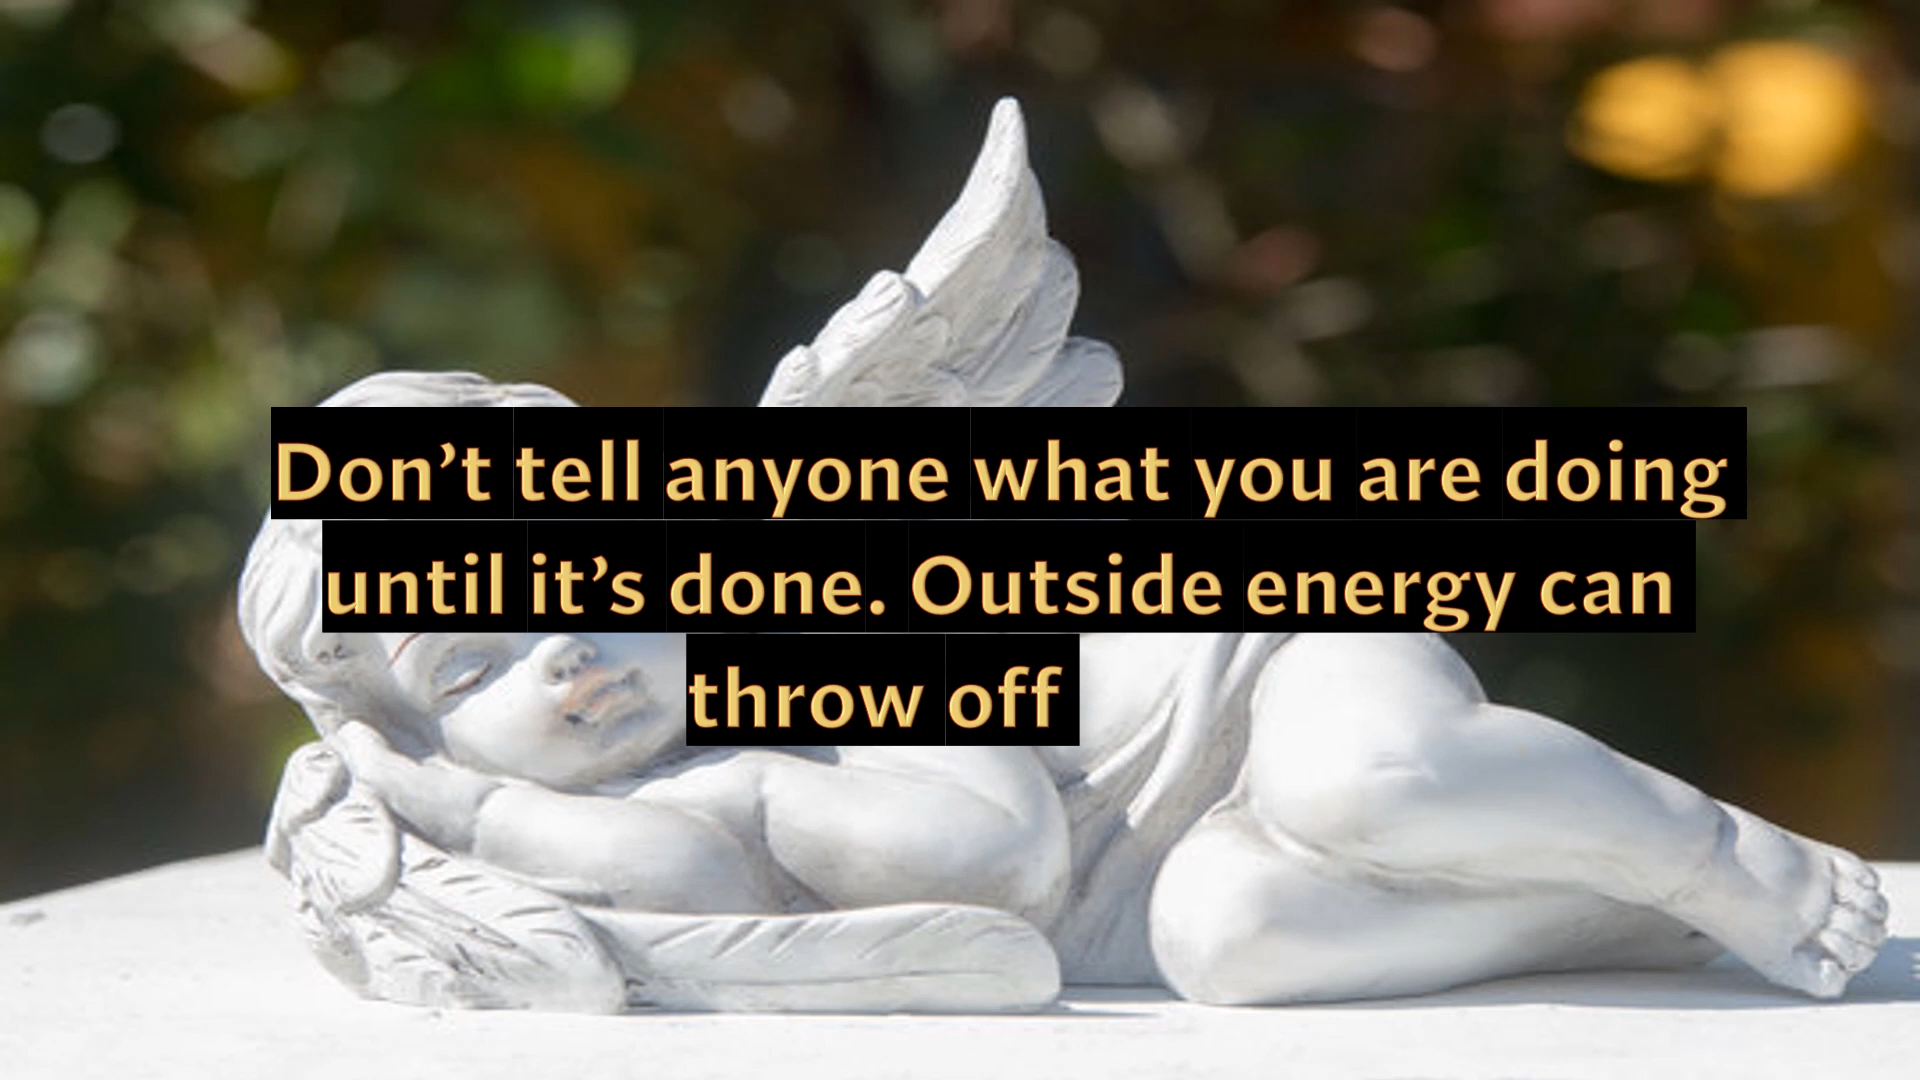 Don’t tell anyone what you are doing
until it’s done. Outside energy can
throw off